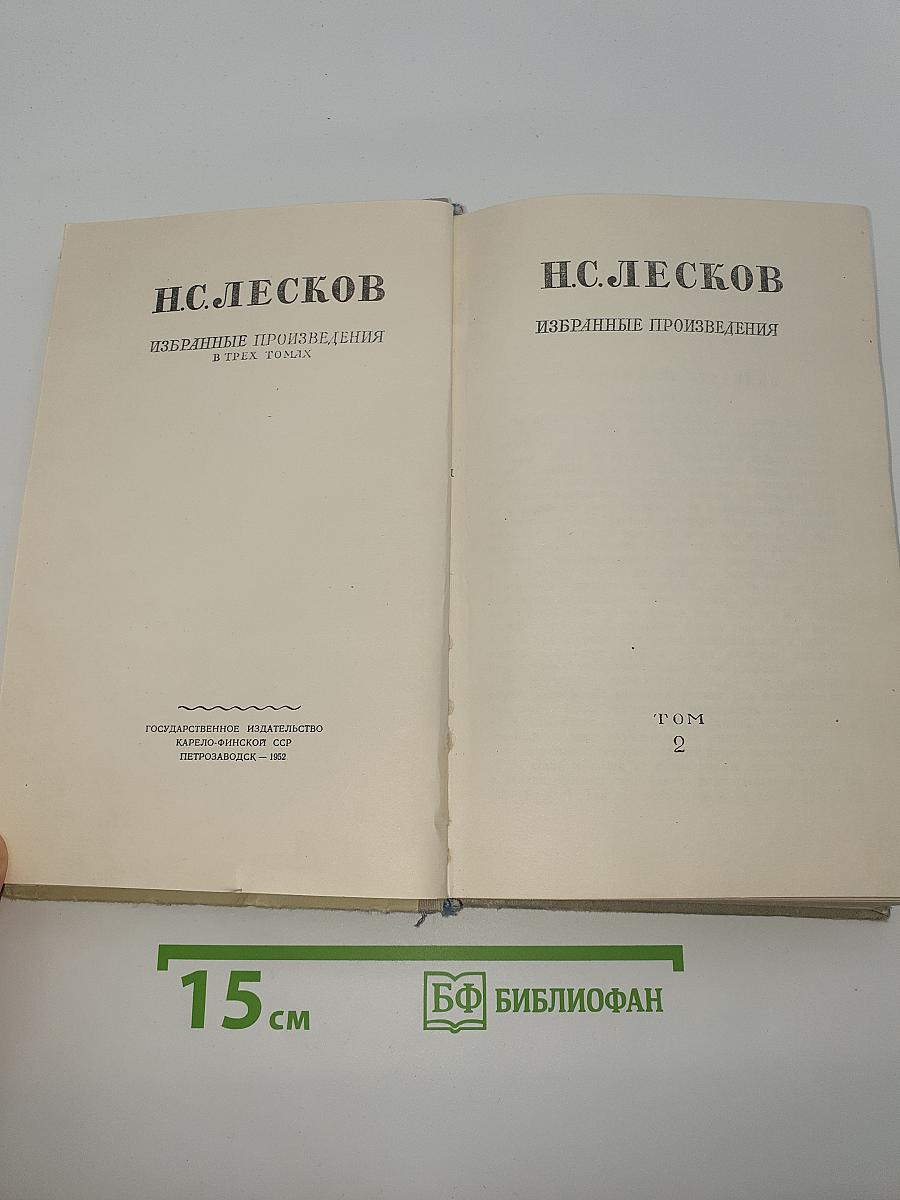 Н.С.ЛЕСКОВ
ИЗБРАННЫЕ ПРОИЗВЕДЕНИЯ
В ТРЕХ ТОМАХ
ГОСУДАРСТВЕННОЕ ИЗДАТЕЛЬСТВО
КАРЕЛО-ФИНСКОЙ ССР
ПЕТРОЗАВОДСК — 1952
Н.С.ЛЕСКОВ
ИЗБРАННЫЕ ПРОИЗВЕДЕНИЯ
ТОМ
2
15 см
БФ БИБЛИОФАН